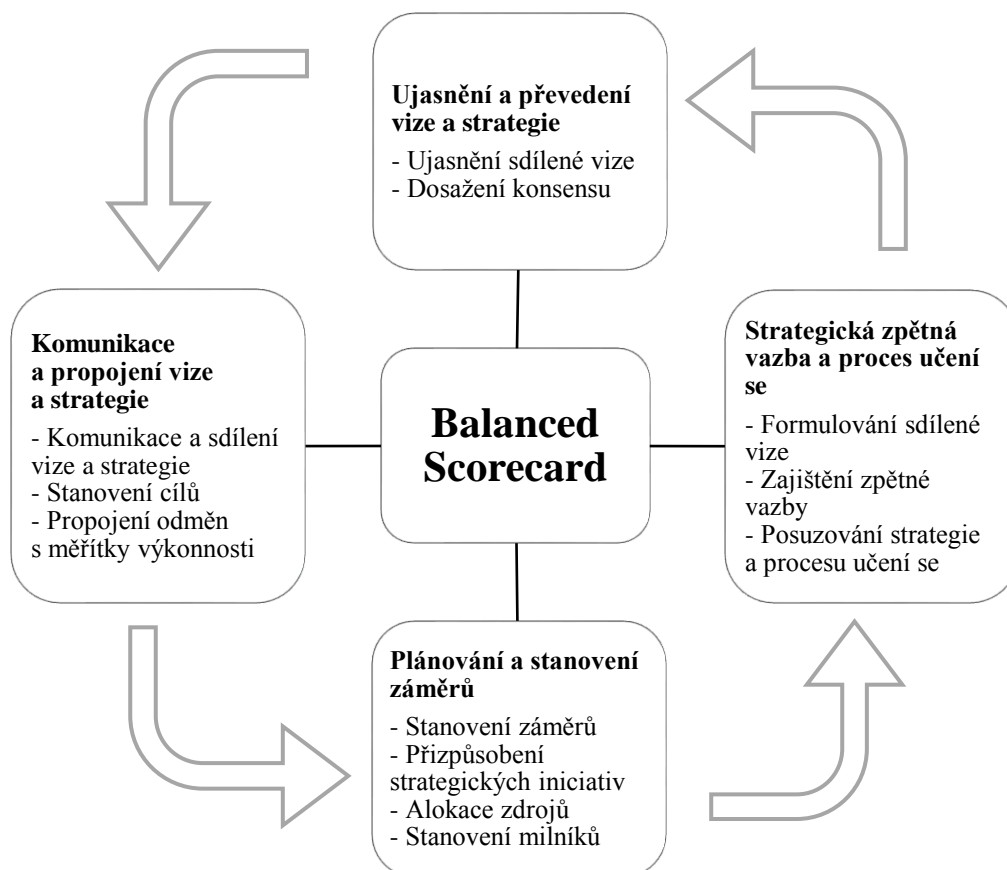 Ujasnění a převedení
vize a strategie
- Ujasnění sdílené vize
- Dosažení konsensu
Komunikace
a propojení vize
a strategie
- Komunikace a sdílení
vize a strategie
- Stanovení cílů
- Propojení odměn
s měřítky výkonnosti
Balanced
Scorecard
Strategická zpětná
vazba a proces učení
se
- Formulování sdílené
vize
- Zajištění zpětné
vazby
- Posuzování strategie
a procesu učení se
Plánování a stanovení
záměrů
- Stanovení záměrů
- Přizpůsobení
strategických iniciativ
- Alokace zdrojů
- Stanovení milníků